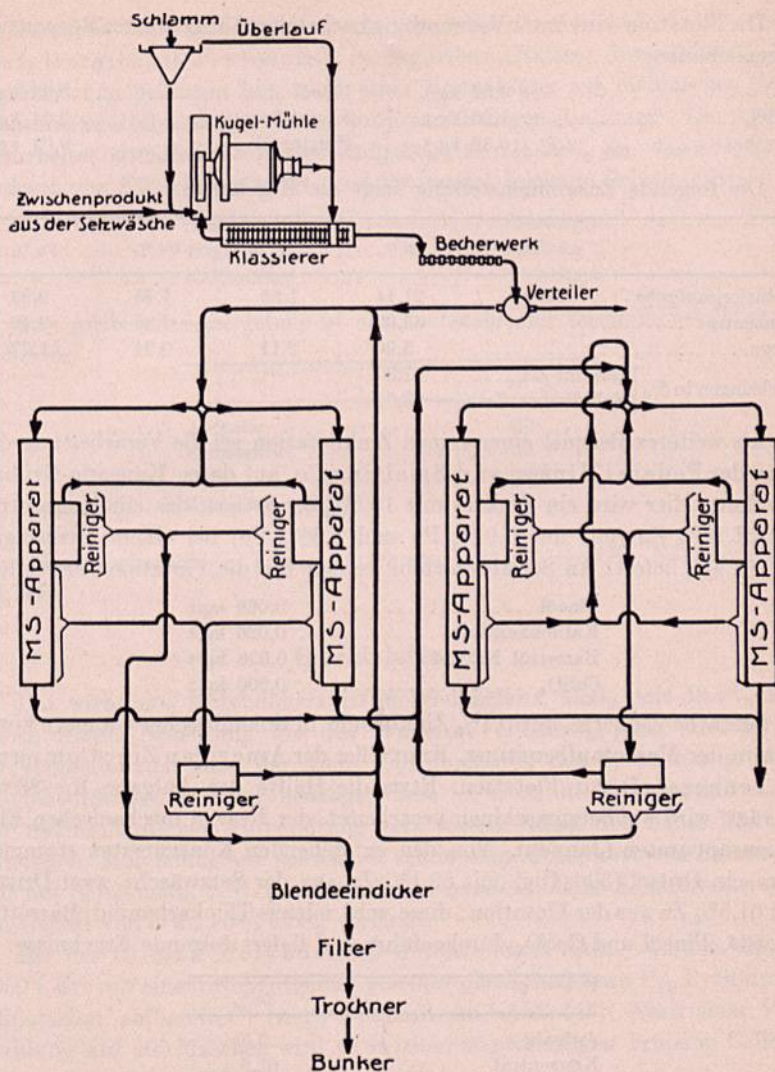 Schlamm
Überlauf
Kugel-Mühle
Zwischenprodukt
aus der Setzwäsche
Klassierer
Becherwerk
Verteiler
MS-Apparat
Reiniger
Reiniger
MS-Apparat
MS-Apparat
Reiniger
Reiniger
MS-Apparat
Reiniger
Reiniger
Blendeeindicker
Filter
Trockner
Bunker